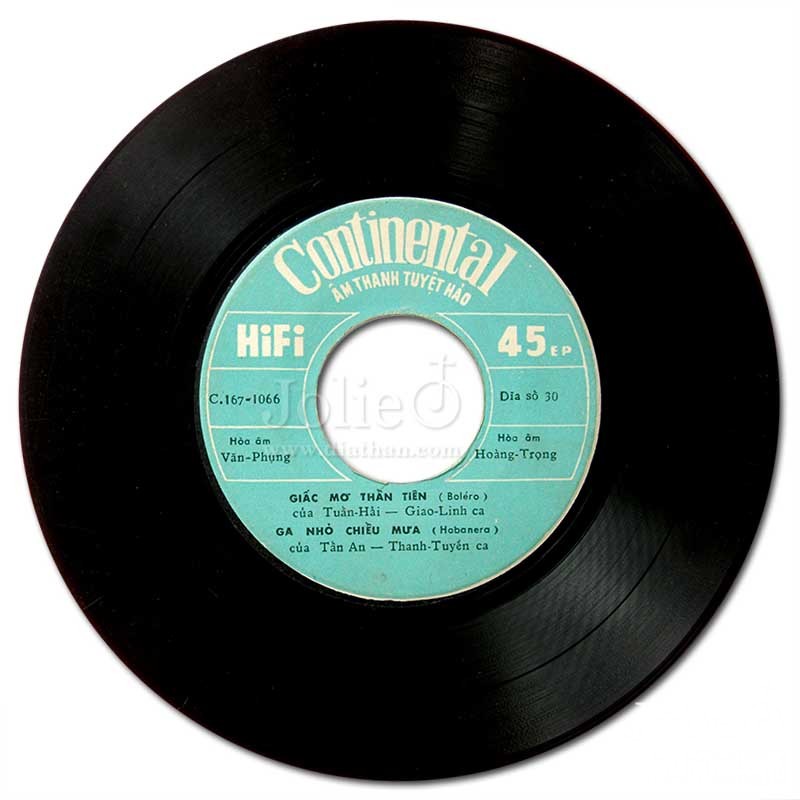 Continental
ÂM THANH TUYỆT HẢO
HiFi
45 EP
C.167-1066
Dĩa số 30
Jolie
www.diathan.com
Hòa âm
Văn-Phụng
Hòa âm
Hoàng-Trọng
GIẤC MƠ THẦN TIÊN (Boléro)
của Tuấn-Hải — Giao-Linh ca
GA NHỎ CHIỀU MƯA (Habanera)
của Tấn An — Thanh-Tuyền ca